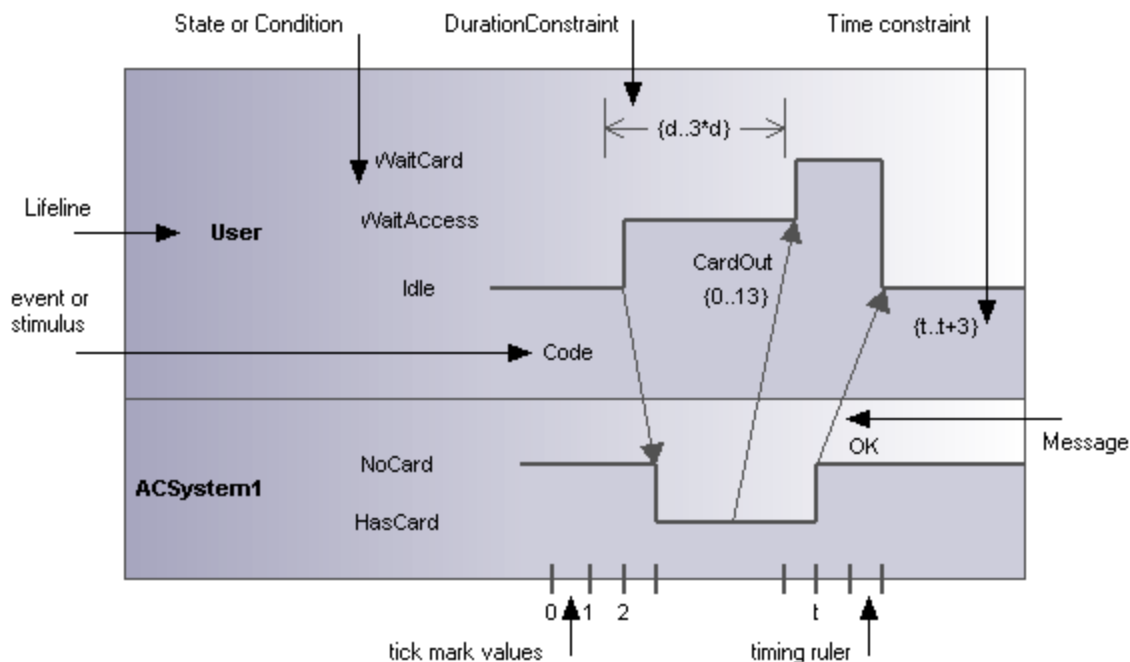 State or Condition
DurationConstraint
Time constraint
{d..3*d}
WaitCard
Lifeline
User
WaitAccess
CardOut
Idle
{0..13}
event or
stimulus
{t..t+3}
Code
Message
OK
NoCard
ACSystem1
HasCard
0 1 2 t
tick mark values
timing ruler